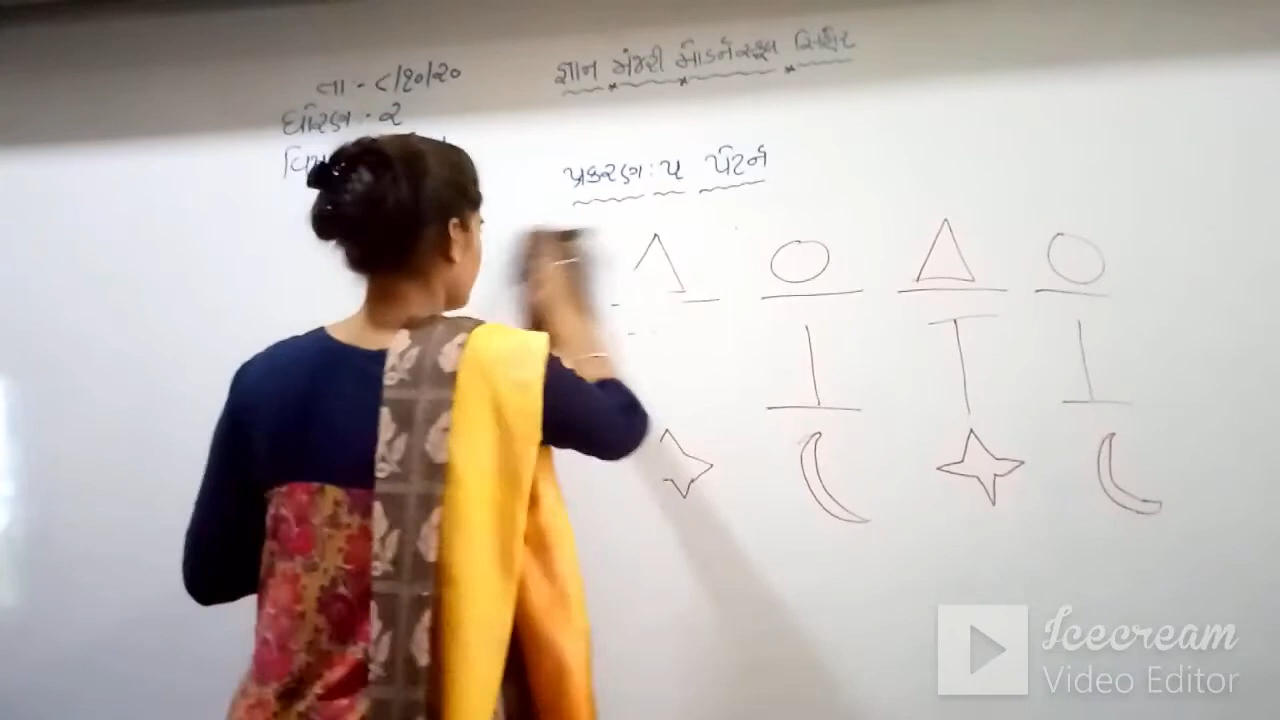 તા - ૮/૧૦/૨૦
જ્ઞાન મંજરી મોડર્ન સ્કૂલ સિહોર
ધોરણ - ૨
પ્રકરણ : ૫ પેટર્ન
Icecream
Video Editor